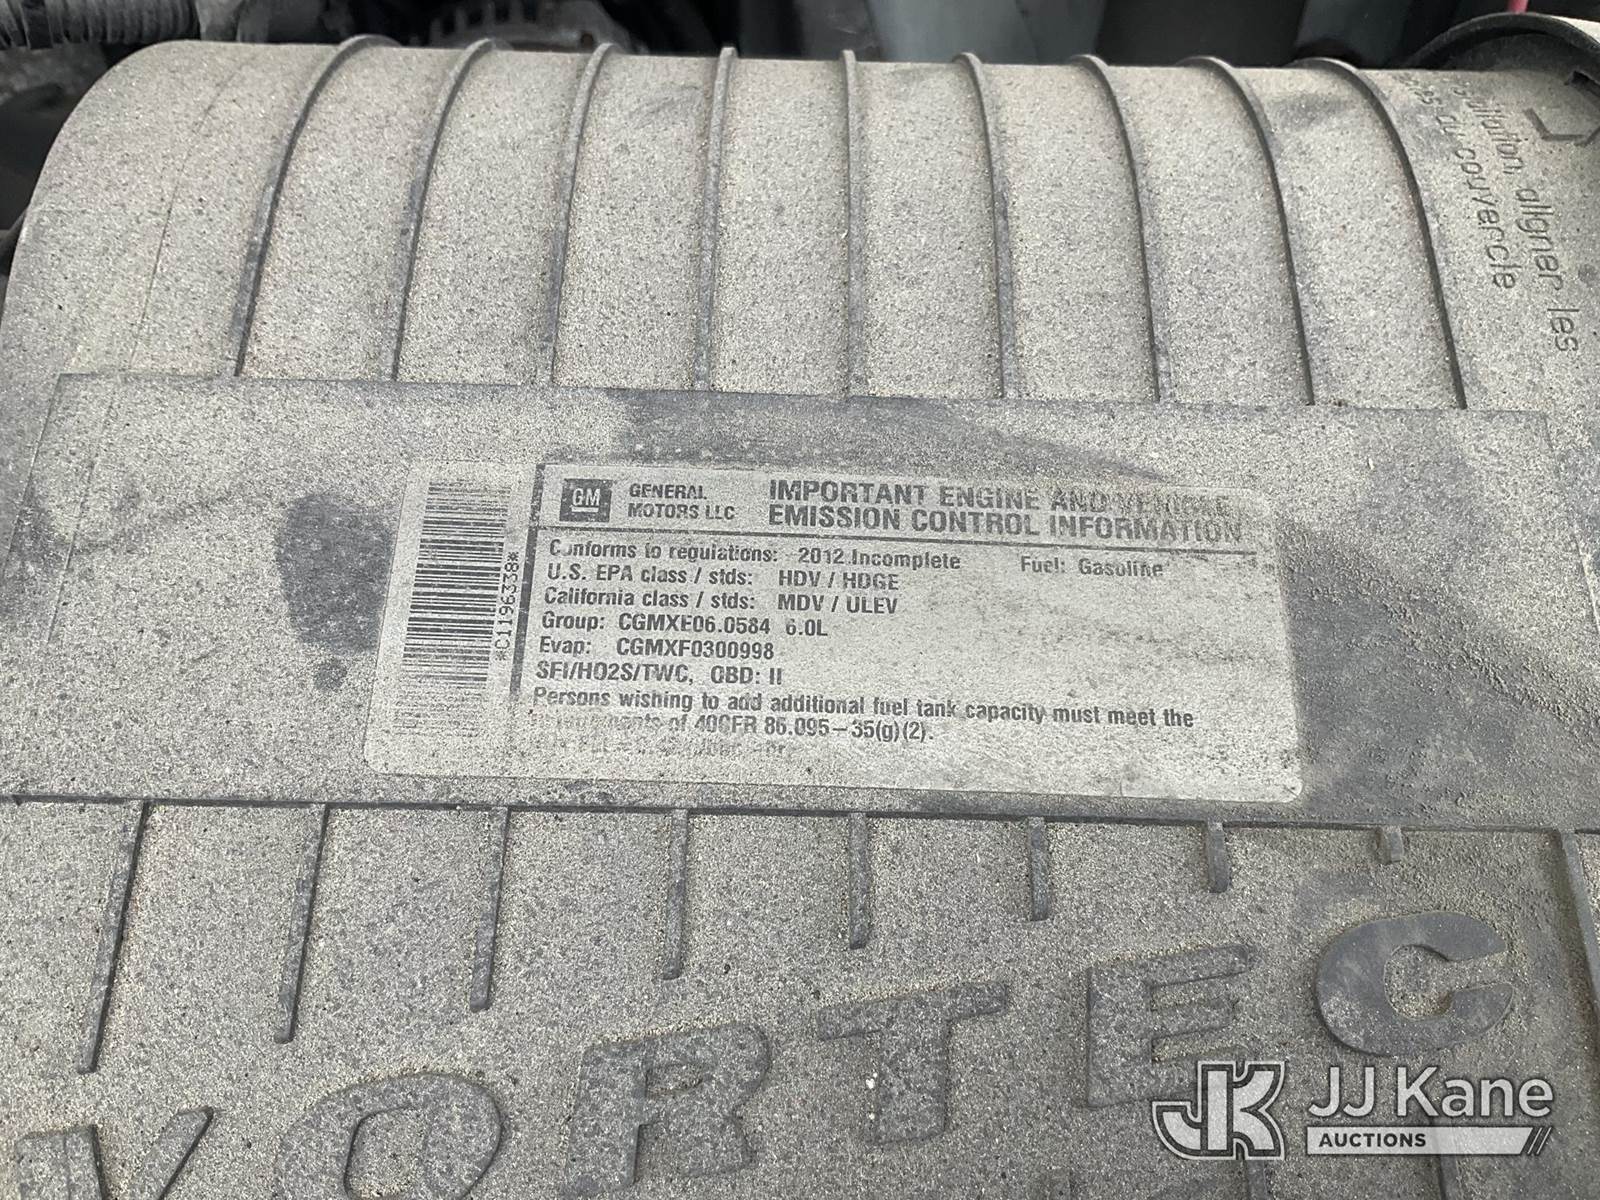 allgner les
du couvercle
GM
GENERAL
MOTORS LLC
IMPORTANT ENGINE AND VEHICLE
EMISSION CONTROL INFORMATION
Conforms to regulations: 2012 Incomplete Fuel: Gasoline
U.S. EPA class / stds: HDV / HDGE
California class / stds: MDV / ULEV
Group: CGMXE06.0584 6.0L
Evap: CGMXF0300998
SFI/HO2S/TWC, OBD: II
Persons wishing to add additional fuel tank capacity must meet the
of 40CFR 86.095-35(g)(2).
*C1196338*
VORTEC
JJ Kane
AUCTIONS